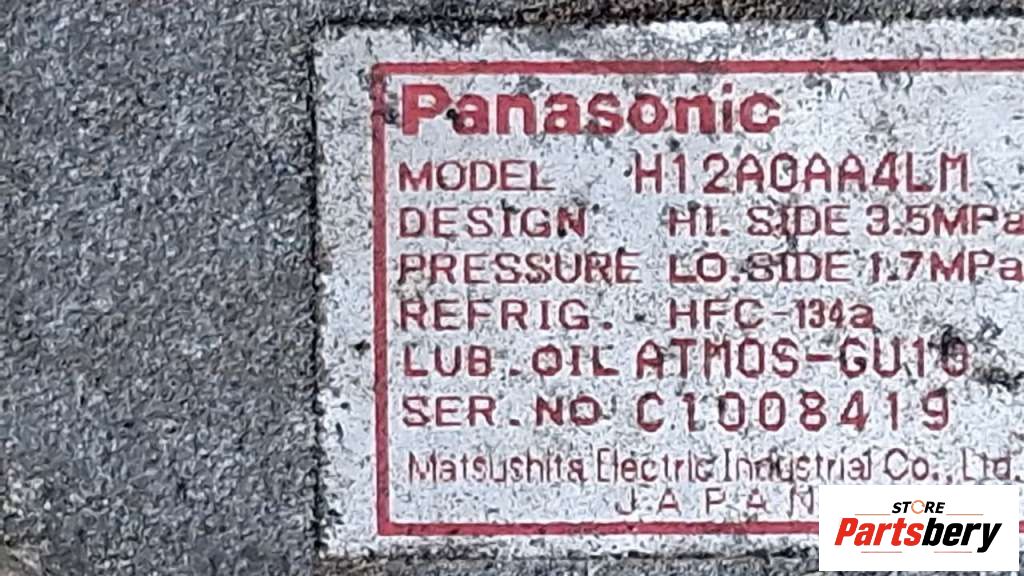 Panasonic
MODEL H12A0AA4LM
DESIGN HI. SIDE 3.5MPa
PRESSURE LO.SIDE 1.7MPa
REFRIG. HFC-134a
LUB. OIL ATMOS-GU10
SER. NO C1008419
Matsushita Electric Industrial Co., Ltd.
JAPAN
STORE
Partsbery